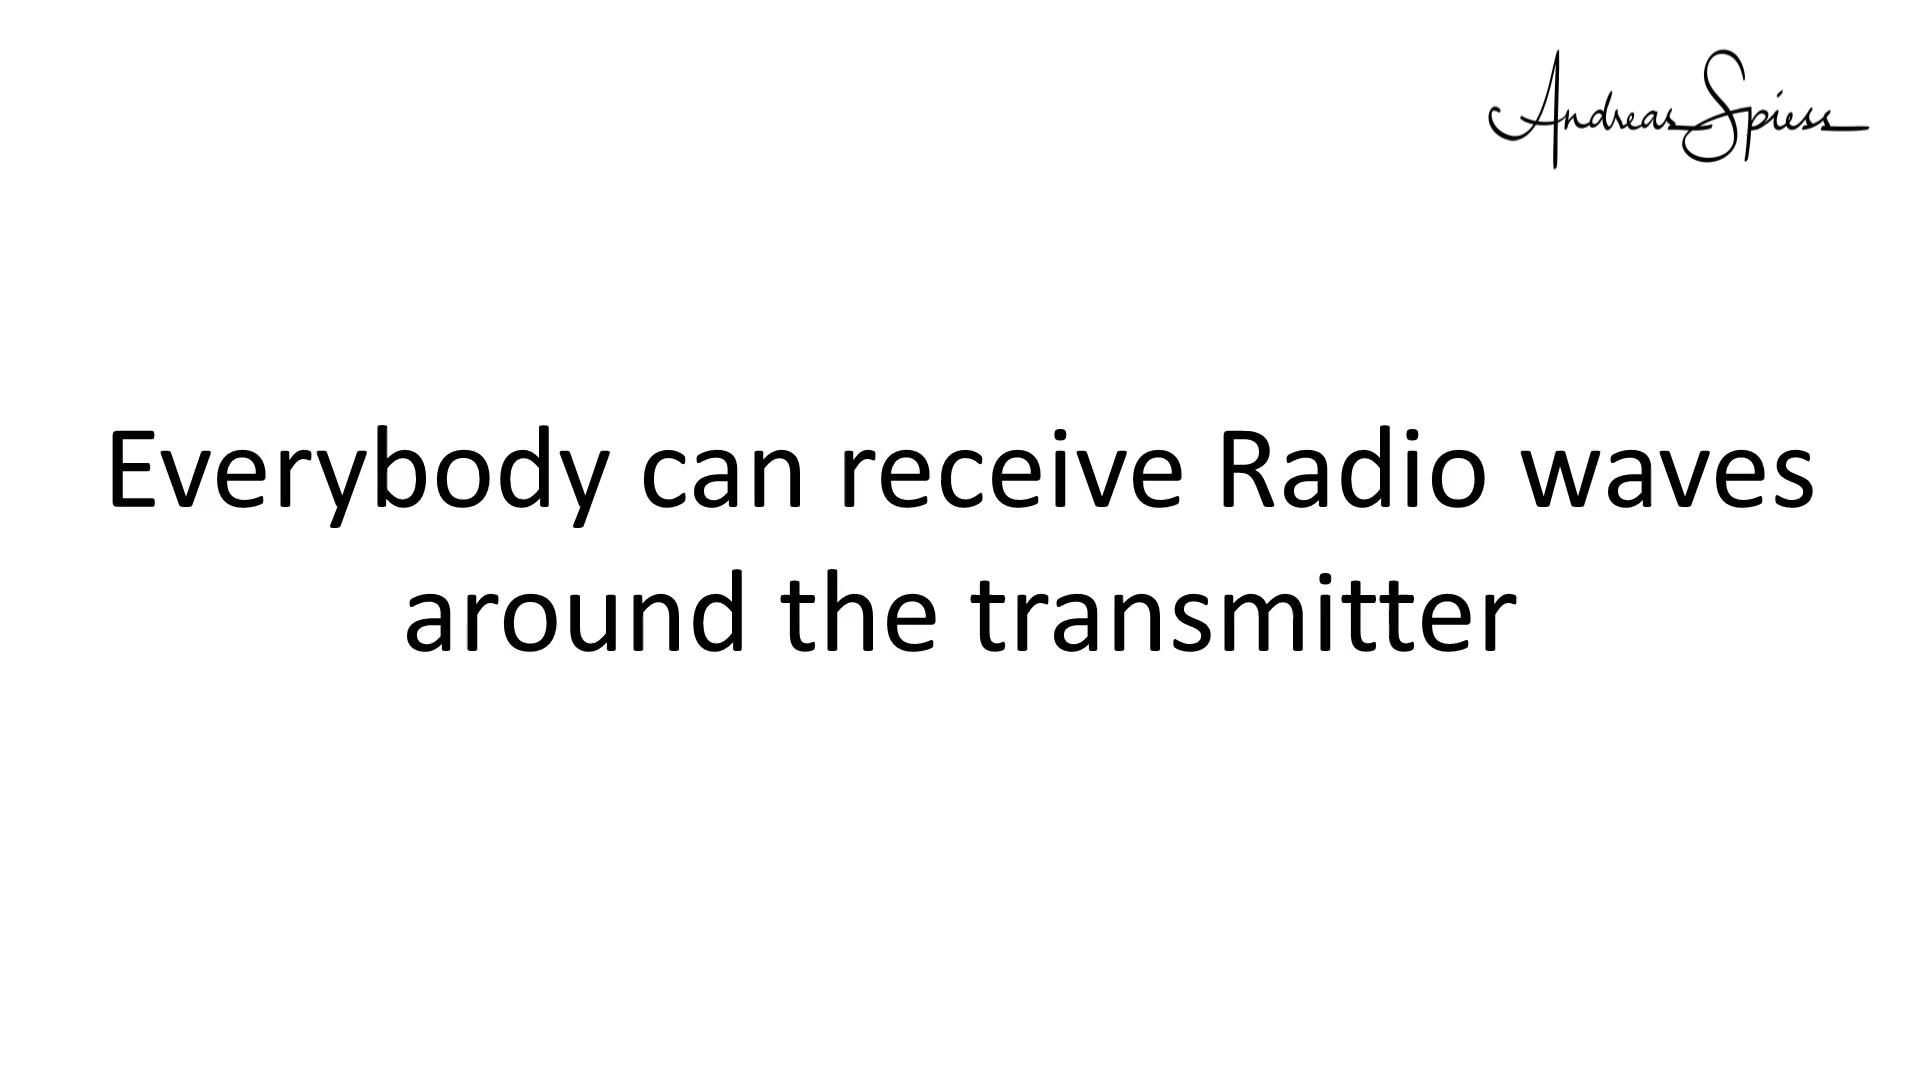 Andreas Spiess
Everybody can receive Radio waves
around the transmitter